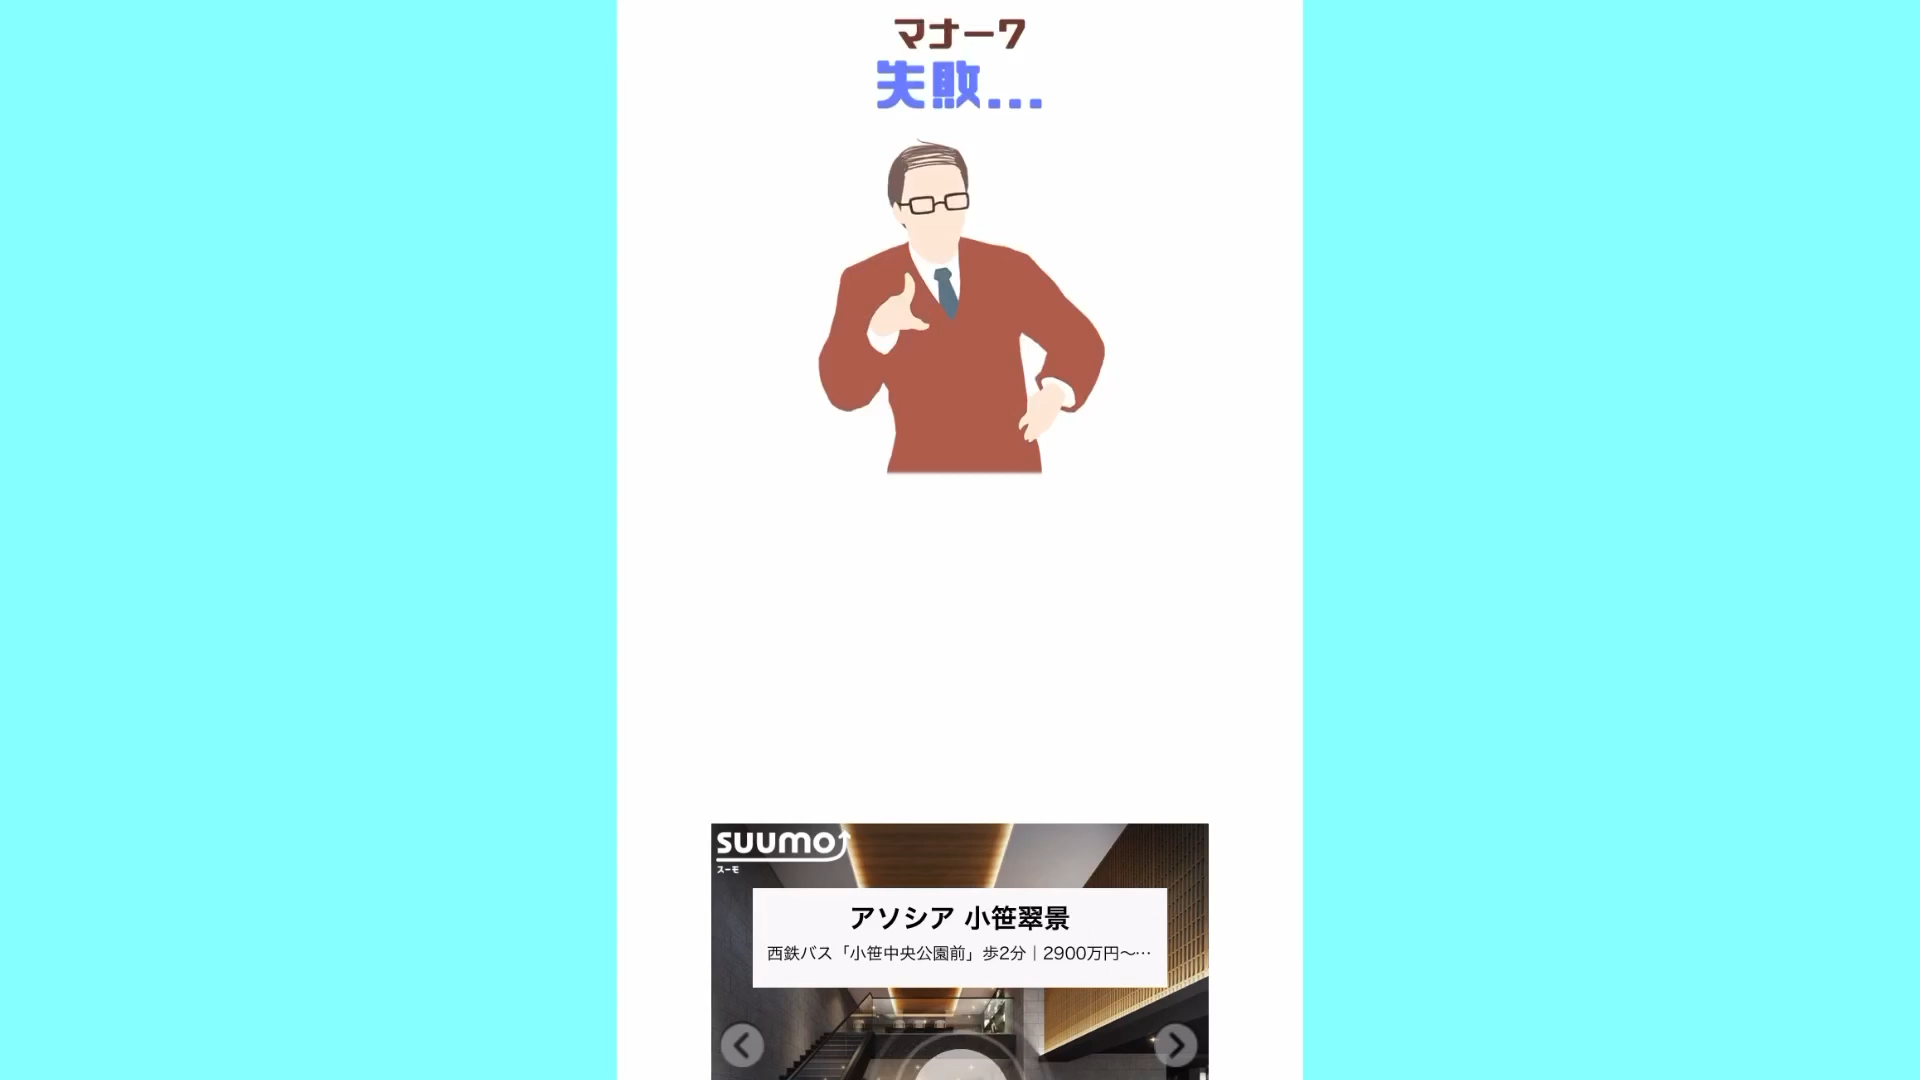 マナー7
失敗...
suumo
スーモ
アソシア 小笹翠景
西鉄バス「小笹中央公園前」歩2分｜2900万円〜…